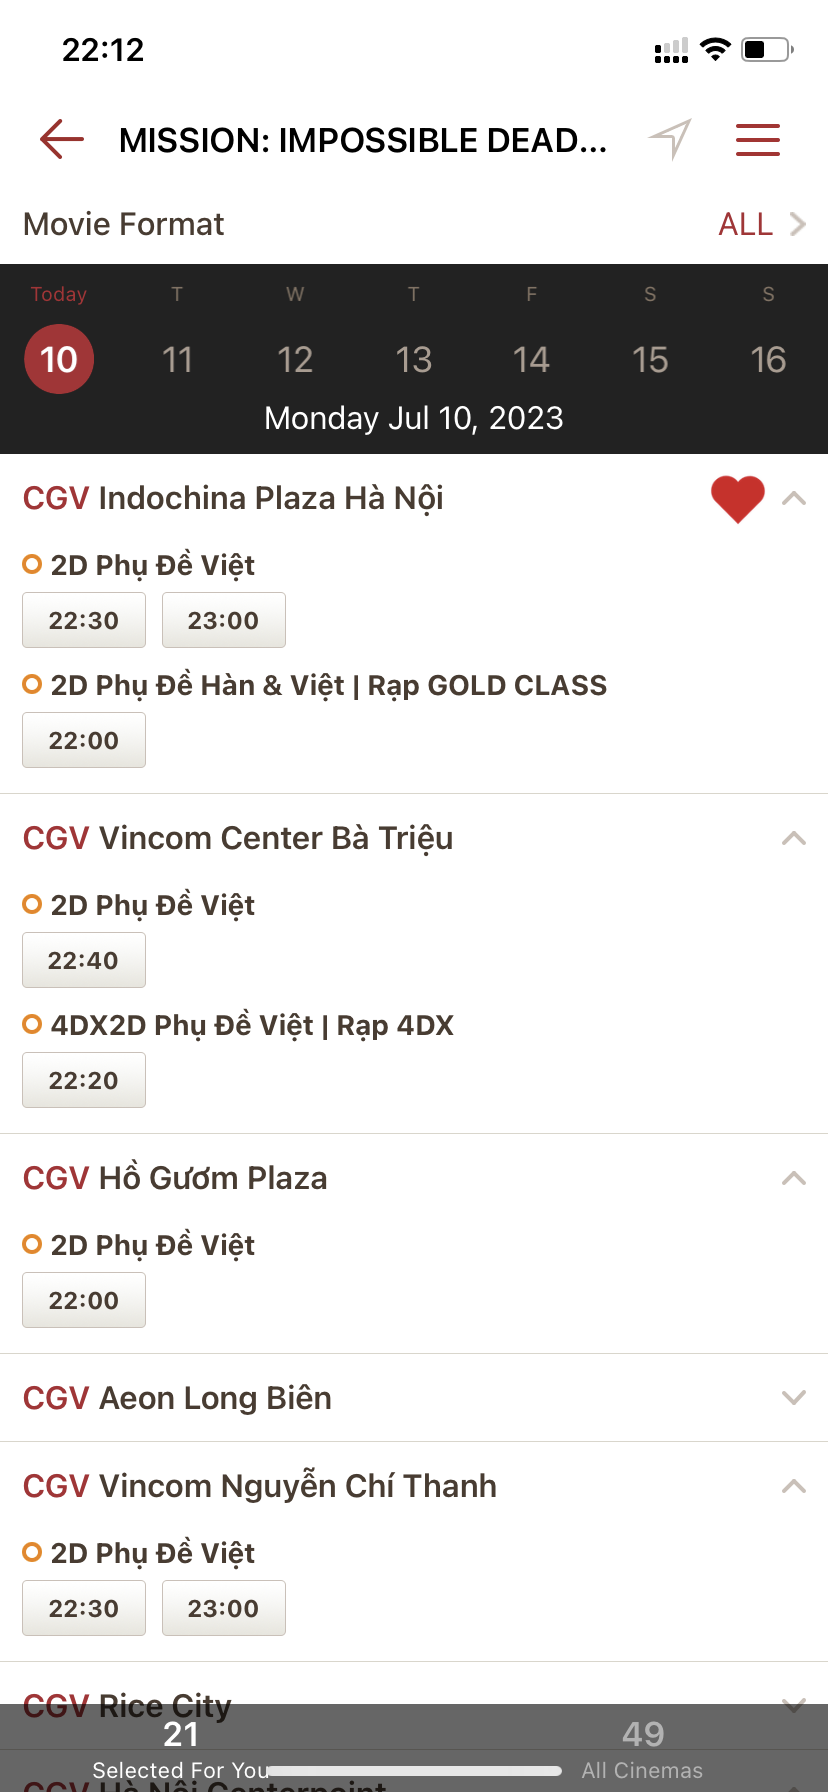 22:12
MISSION: IMPOSSIBLE DEAD...
Movie Format ALL
Today T W T F S S
10 11 12 13 14 15 16
Monday Jul 10, 2023
CGV Indochina Plaza Hà Nội
2D Phụ Đề Việt
22:30 23:00
2D Phụ Đề Hàn & Việt | Rạp GOLD CLASS
22:00
CGV Vincom Center Bà Triệu
2D Phụ Đề Việt
22:40
4DX2D Phụ Đề Việt | Rạp 4DX
22:20
CGV Hồ Gươm Plaza
2D Phụ Đề Việt
22:00
CGV Aeon Long Biên
CGV Vincom Nguyễn Chí Thanh
2D Phụ Đề Việt
22:30 23:00
CGV Rice City
21 49
Selected For You All Cinemas
CGV Hà Nội Centerpoint